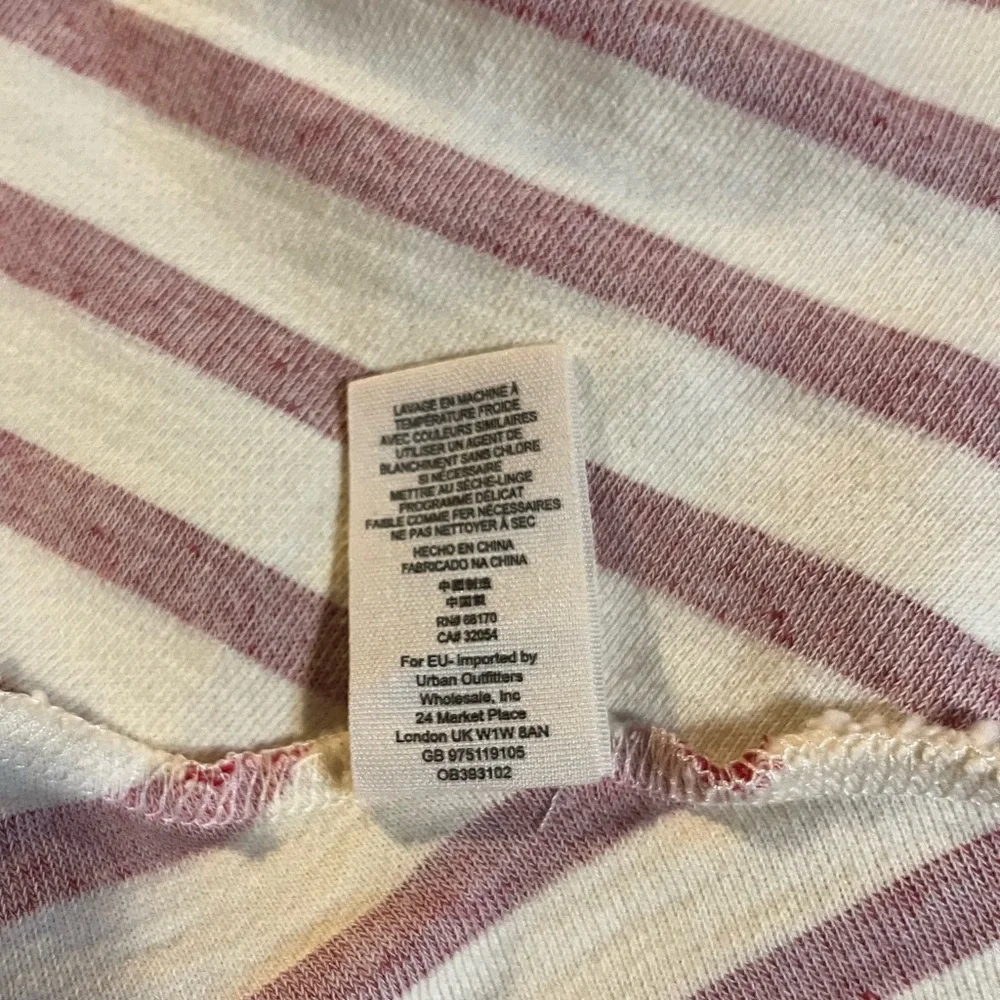 LAVAGE EN MACHINE À
TEMPÉRATURE FROIDE
AVEC COULEURS SIMILAIRES
UTILISER UN AGENT DE
BLANCHIMENT SANS CHLORE
SI NÉCESSAIRE
METTRE AU SÈCHE-LINGE
PROGRAMME DÉLICAT
FAIBLE COMME FER NÉCESSAIRES
NE PAS NETTOYER À SEC
HECHO EN CHINA
FABRICADO NA CHINA
中國制造
中国製
RN# 66170
CA# 32054
For EU- imported by
Urban Outfitters
Wholesale, Inc
24 Market Place
London UK W1W 8AN
GB 975119105
OB393102